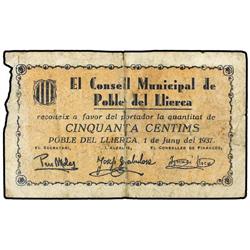 El Consell Municipal de
Poble del Llierca
reconeix a favor del portador la quantitat de
CINQUANTA CENTIMS
POBLE DEL LLIERCA, 1 de juny del 1937.
EL SECRETARI, L'ALCALDE, EL CONSELLER DE FINANCES,